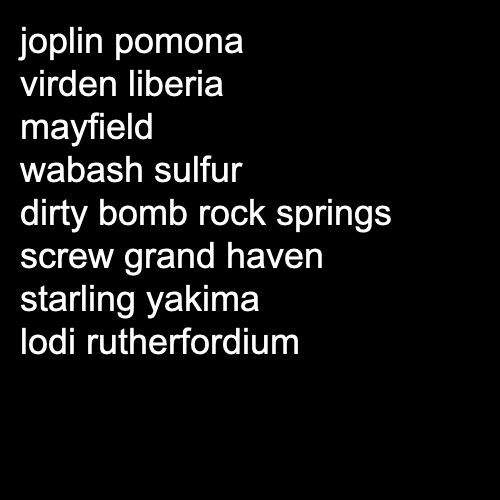 joplin pomona
virden liberia
mayfield
wabash sulfur
dirty bomb rock springs
screw grand haven
starling yakima
lodi rutherfordium